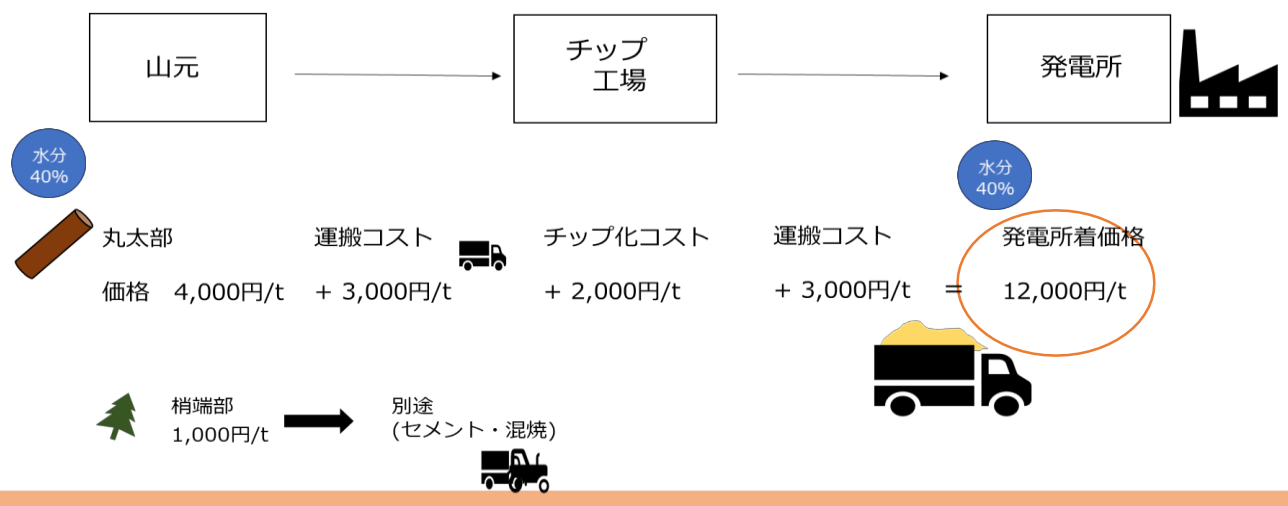 山元
チップ
工場
発電所
水分
40%
水分
40%
丸太部
運搬コスト
チップ化コスト
運搬コスト
発電所着価格
価格 4,000円/t
+ 3,000円/t
+ 2,000円/t
+ 3,000円/t
=
12,000円/t
梢端部
1,000円/t
別途
(セメント・混焼)